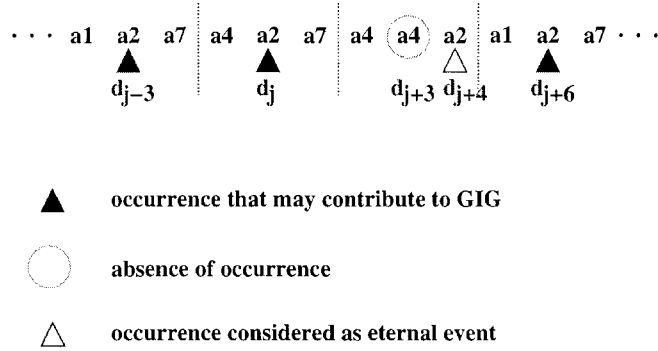 · · · a1 a2 a7 a4 a2 a7 a4 a4 a2 a1 a2 a7 · · ·
dj−3 dj dj+3 dj+4 dj+6
occurrence that may contribute to GIG
absence of occurrence
occurrence considered as eternal event